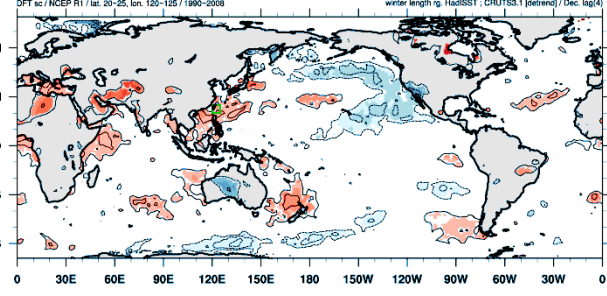 DFT sc / NCEP R1 / lat. 20-25, lon. 120-125 / 1990-2008
winter length rg. HadISST ; CRUTS3.1 [detrend] / Dec. lag(4)
0 30E 60E 90E 120E 150E 180 150W 120W 90W 60W 30W 0